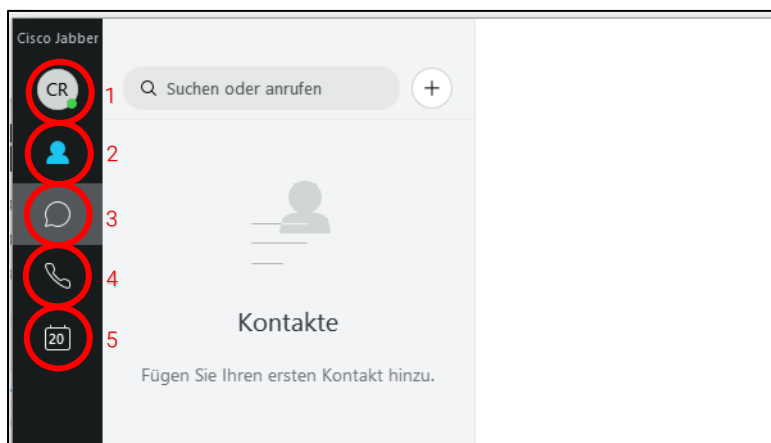 Cisco Jabber
CR
1
Suchen oder anrufen
2
3
4
20
5
Kontakte
Fügen Sie Ihren ersten Kontakt hinzu.